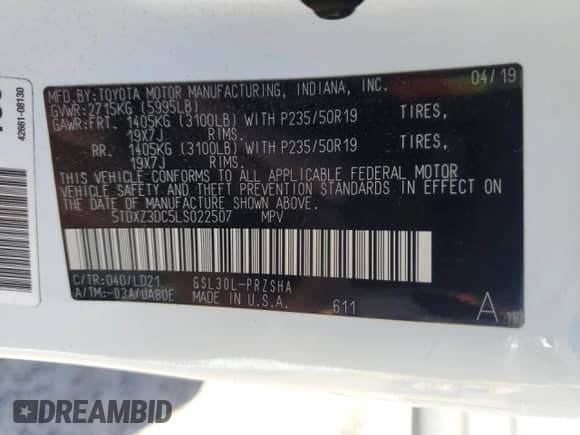 42661-08130
MFD.BY:TOYOTA MOTOR MANUFACTURING, INDIANA, INC. 04/19
GVWR:2715KG (5995LB)
GAWR:FRT. 1405KG (3100LB) WITH P235/50R19 TIRES,
19X7J RIMS.
RR. 1405KG (3100LB) WITH P235/50R19 TIRES,
19X7J RIMS.
THIS VEHICLE CONFORMS TO ALL APPLICABLE FEDERAL MOTOR
VEHICLE SAFETY AND THEFT PREVENTION STANDARDS IN EFFECT ON
THE DATE OF MANUFACTURE SHOWN ABOVE.
5TDXZ3DC5LS022507 MPV
C/TR:040/LD21 GSL30L-PRZSHA
A/TM:-03A/UA80E MADE IN U.S.A. 611 A
DREAMBID